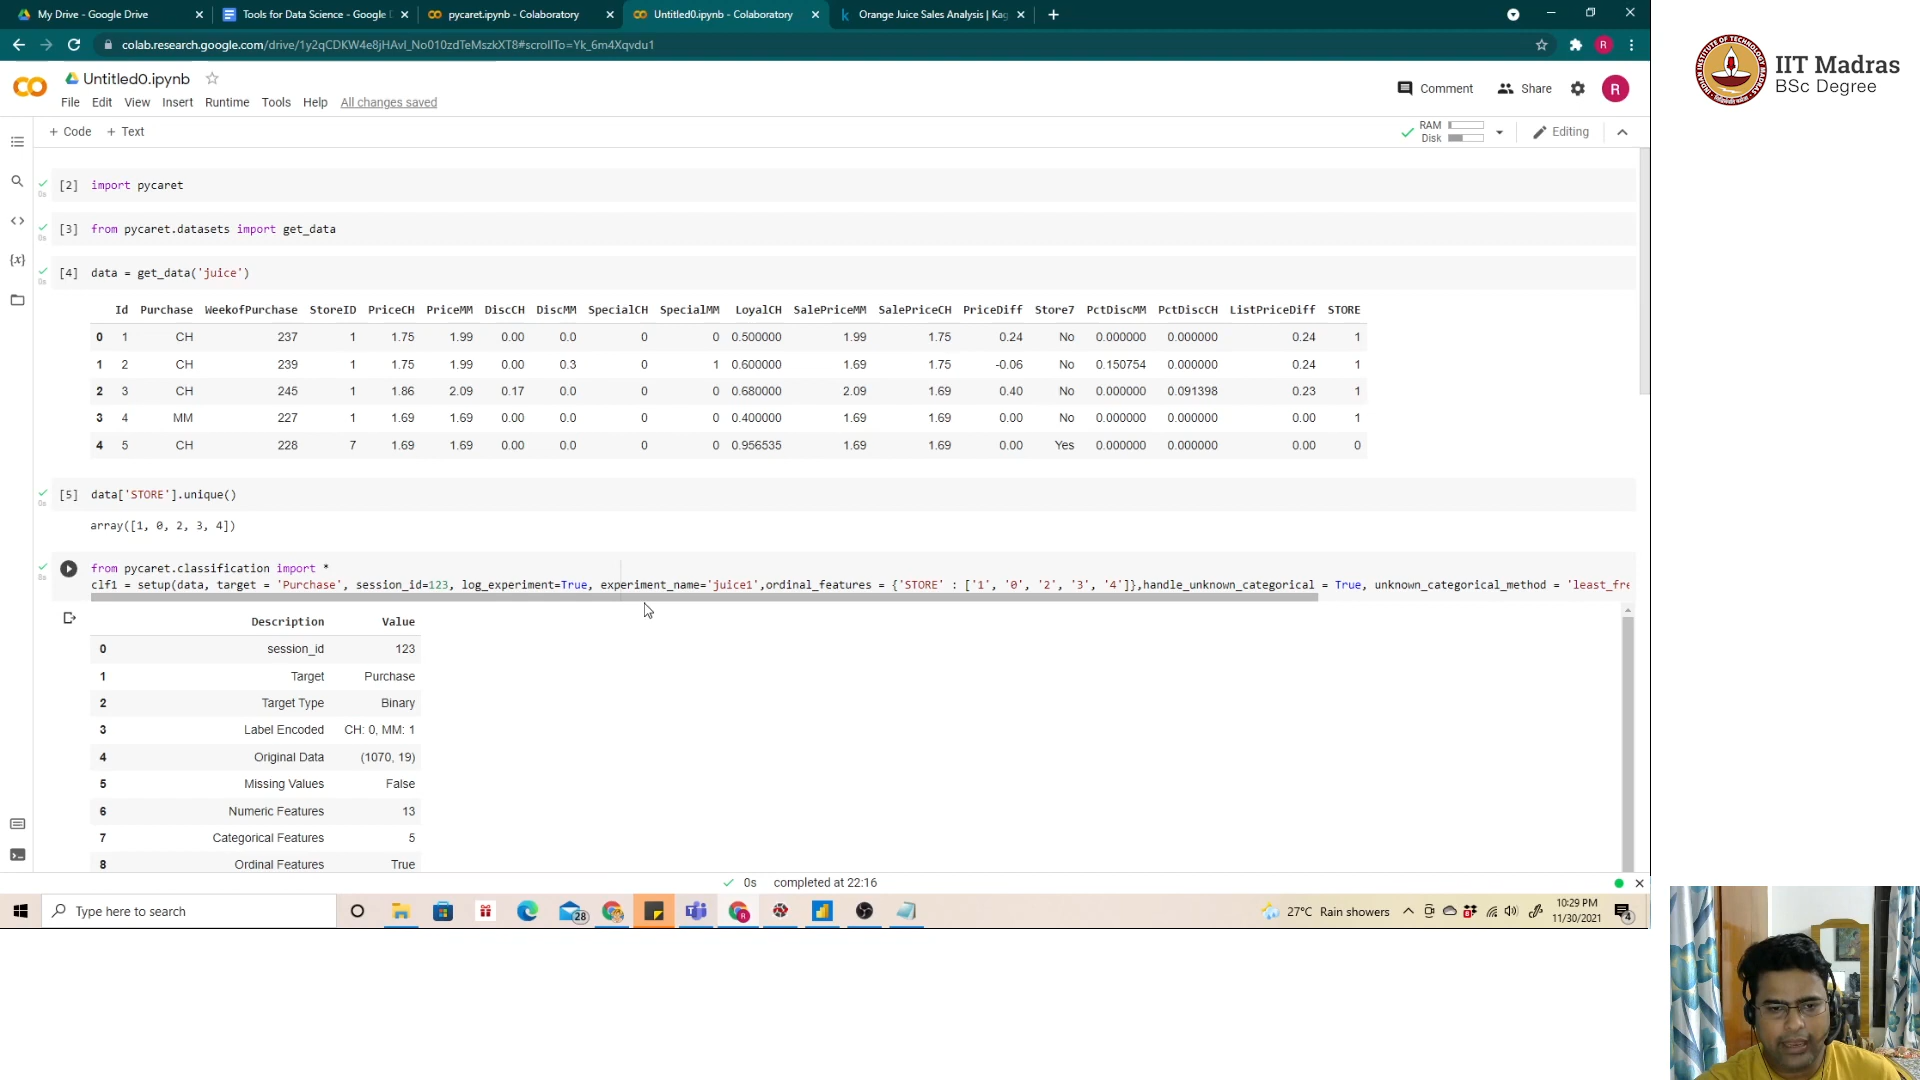 My Drive - Google Drive
Tools for Data Science - Google D
pycaret.ipynb - Colaboratory
Untitled0.ipynb - Colaboratory
Orange Juice Sales Analysis | Kag
colab.research.google.com/drive/1y2qCDKW4e8jHAvI_No010zdTeMszkXT8#scrollTo=Yk_6m4Xqvdu1
R
IIT Madras
BSc Degree
CO
Untitled0.ipynb
File Edit View Insert Runtime Tools Help All changes saved
Comment Share R
+ Code + Text
RAM
Disk
Editing
[2] import pycaret
0s
[3] from pycaret.datasets import get_data
0s
[4] data = get_data('juice')
0s
Id Purchase WeekofPurchase StoreID PriceCH PriceMM DiscCH DiscMM SpecialCH SpecialMM LoyalCH SalePriceMM SalePriceCH PriceDiff Store7 PctDiscMM PctDiscCH ListPriceDiff STORE
0 1 CH 237 1 1.75 1.99 0.00 0.0 0 0 0.500000 1.99 1.75 0.24 No 0.000000 0.000000 0.24 1
1 2 CH 239 1 1.75 1.99 0.00 0.3 0 1 0.600000 1.69 1.75 -0.06 No 0.150754 0.000000 0.24 1
2 3 CH 245 1 1.86 2.09 0.17 0.0 0 0 0.680000 2.09 1.69 0.40 No 0.000000 0.091398 0.23 1
3 4 MM 227 1 1.69 1.69 0.00 0.0 0 0 0.400000 1.69 1.69 0.00 No 0.000000 0.000000 0.00 1
4 5 CH 228 7 1.69 1.69 0.00 0.0 0 0 0.956535 1.69 1.69 0.00 Yes 0.000000 0.000000 0.00 0
[5] data['STORE'].unique()
0s
array([1, 0, 2, 3, 4])
from pycaret.classification import *
8s
clf1 = setup(data, target = 'Purchase', session_id=123, log_experiment=True, experiment_name='juice1',ordinal_features = {'STORE' : ['1', '0', '2', '3', '4']},handle_unknown_categorical = True, unknown_categorical_method = 'least_fre
Description Value
0 session_id 123
1 Target Purchase
2 Target Type Binary
3 Label Encoded CH: 0, MM: 1
4 Original Data (1070, 19)
5 Missing Values False
6 Numeric Features 13
7 Categorical Features 5
8 Ordinal Features True
0s completed at 22:16
Type here to search
28
27°C Rain showers
10:29 PM
11/30/2021
4